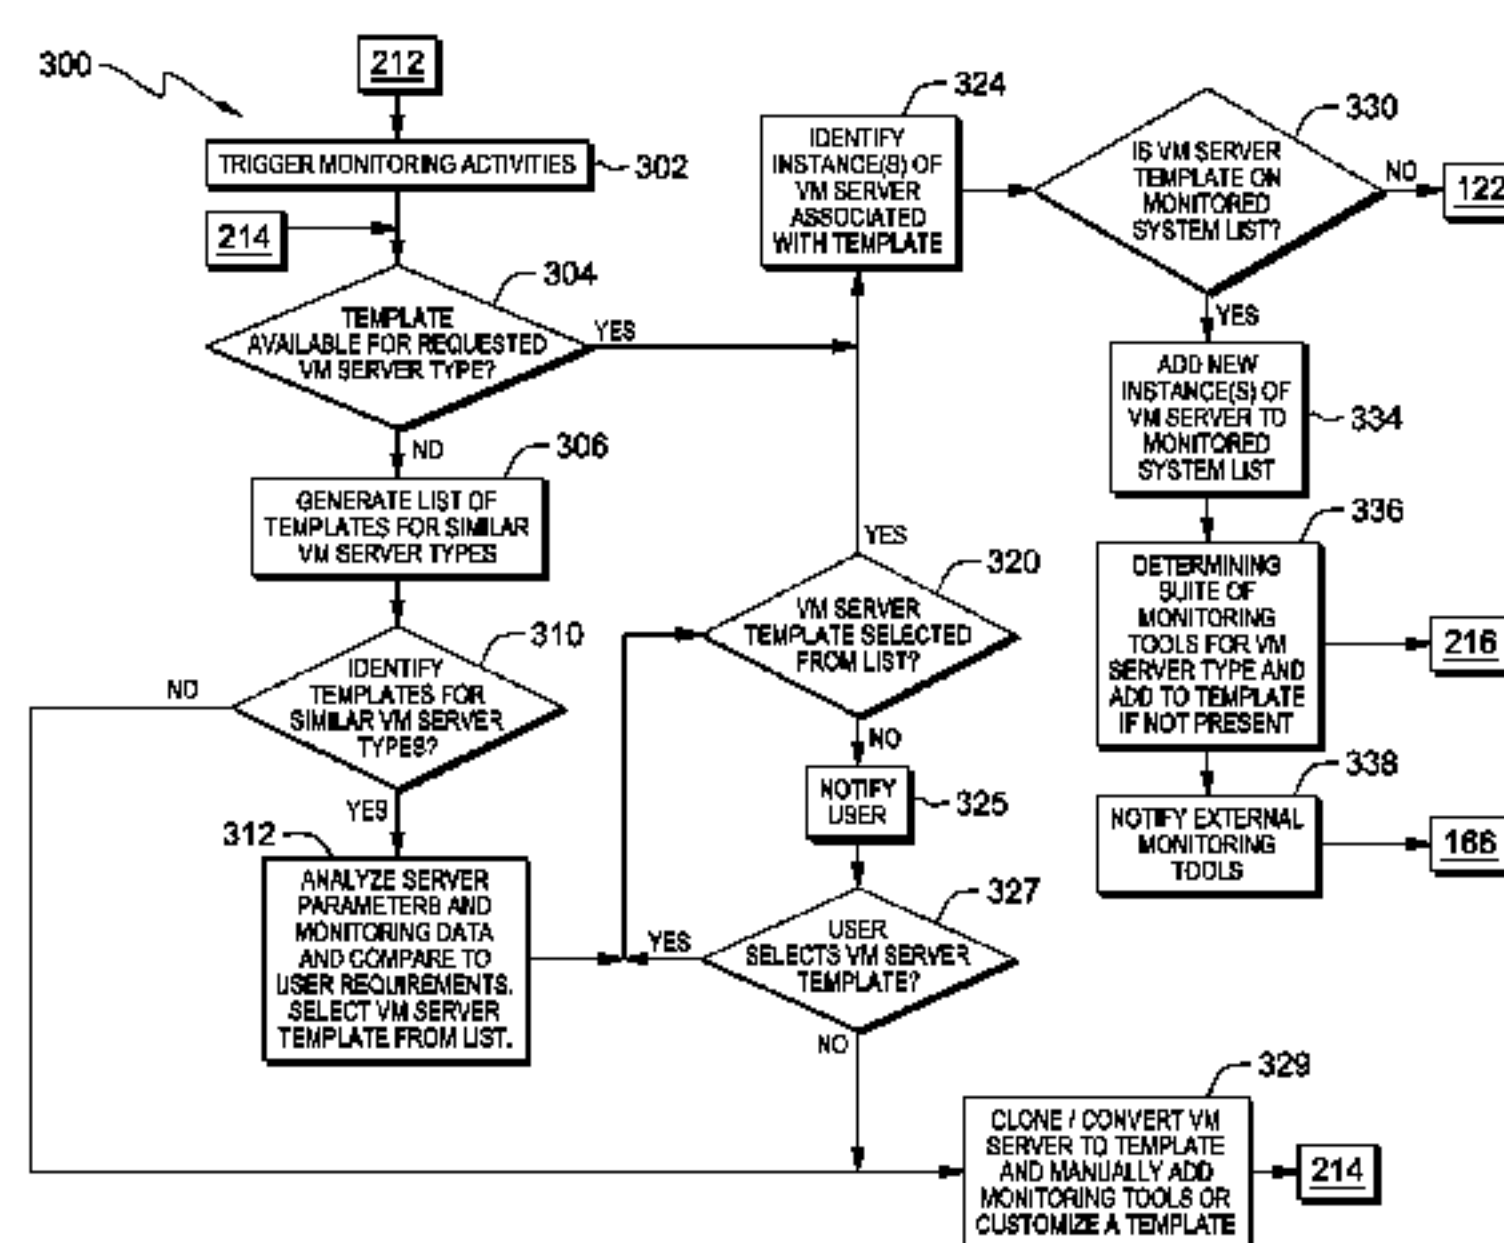 300
212
TRIGGER MONITORING ACTIVITIES
302
214
304
TEMPLATE
AVAILABLE FOR REQUESTED
VM SERVER TYPE?
YES
NO
306
GENERATE LIST OF
TEMPLATES FOR SIMILAR
VM SERVER TYPES
310
IDENTIFY
TEMPLATES FOR
SIMILAR VM SERVER
TYPES?
NO
YES
312
ANALYZE SERVER
PARAMETERS AND
MONITORING DATA
AND COMPARE TO
USER REQUIREMENTS.
SELECT VM SERVER
TEMPLATE FROM LIST.
324
IDENTIFY
INSTANCE(S) OF
VM SERVER
ASSOCIATED
WITH TEMPLATE
YES
320
VM SERVER
TEMPLATE SELECTED
FROM LIST?
NO
NOTIFY
USER
325
327
USER
SELECTS VM SERVER
TEMPLATE?
YES
NO
329
CLONE / CONVERT VM
SERVER TO TEMPLATE
AND MANUALLY ADD
MONITORING TOOLS OR
CUSTOMIZE A TEMPLATE
214
330
IS VM SERVER
TEMPLATE ON
MONITORED
SYSTEM LIST?
NO
122
YES
ADD NEW
INSTANCE(S) OF
VM SERVER TO
MONITORED
SYSTEM LIST
334
336
DETERMINING
SUITE OF
MONITORING
TOOLS FOR VM
SERVER TYPE AND
ADD TO TEMPLATE
IF NOT PRESENT
216
338
NOTIFY EXTERNAL
MONITORING
TOOLS
166